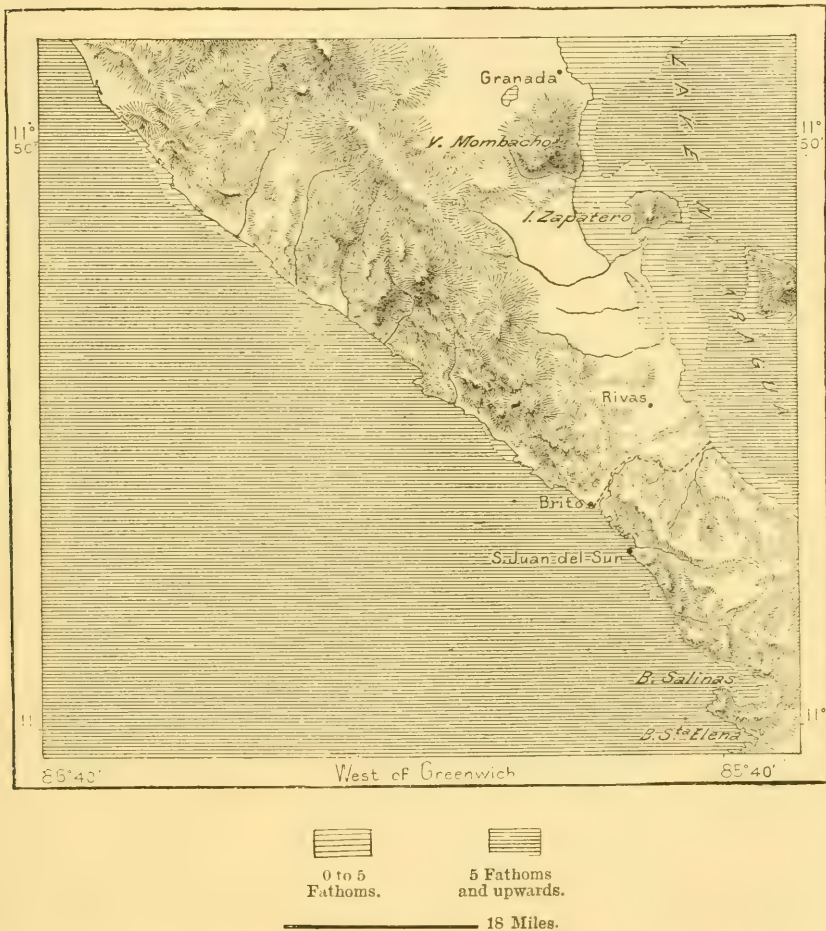 Granada
11°
50'
50'
V. Mombacho
I. Zapatero
LAKE NICARAGUA
Rivas
Brito
S. Juan-del-Sur
B. Salinas
11
11°
B. Sta Elena
86°40'
West of Greenwich
85°40'
0 to 5
Fathoms.
5 Fathoms
and upwards.
18 Miles.